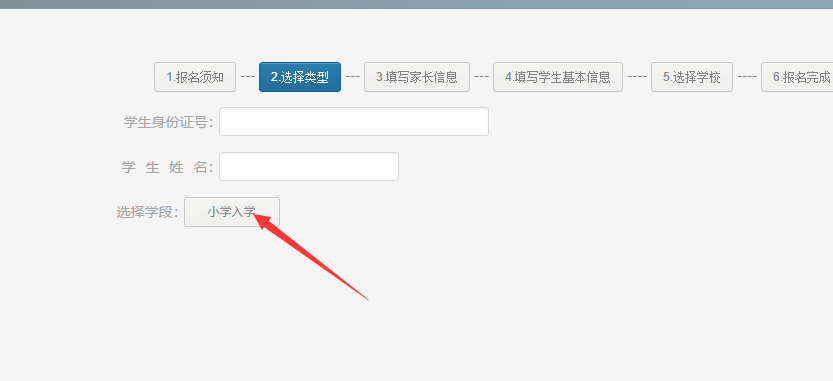 1.报名须知 --- 2.选择类型 --- 3.填写家长信息 --- 4.填写学生基本信息 ---- 5.选择学校 ---- 6.报名完成
学生身份证号:
学 生 姓 名:
选择学段: 小学入学